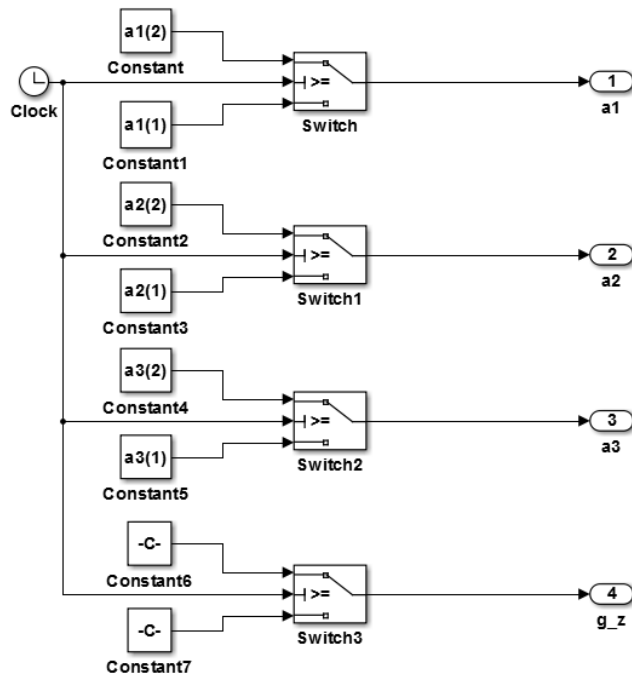 a1(2)
Constant
Clock
>=
1
a1
a1(1)
Switch
Constant1
a2(2)
Constant2
>=
2
a2
a2(1)
Switch1
Constant3
a3(2)
Constant4
>=
3
a3
a3(1)
Switch2
Constant5
-C-
Constant6
>=
4
g_z
-C-
Switch3
Constant7